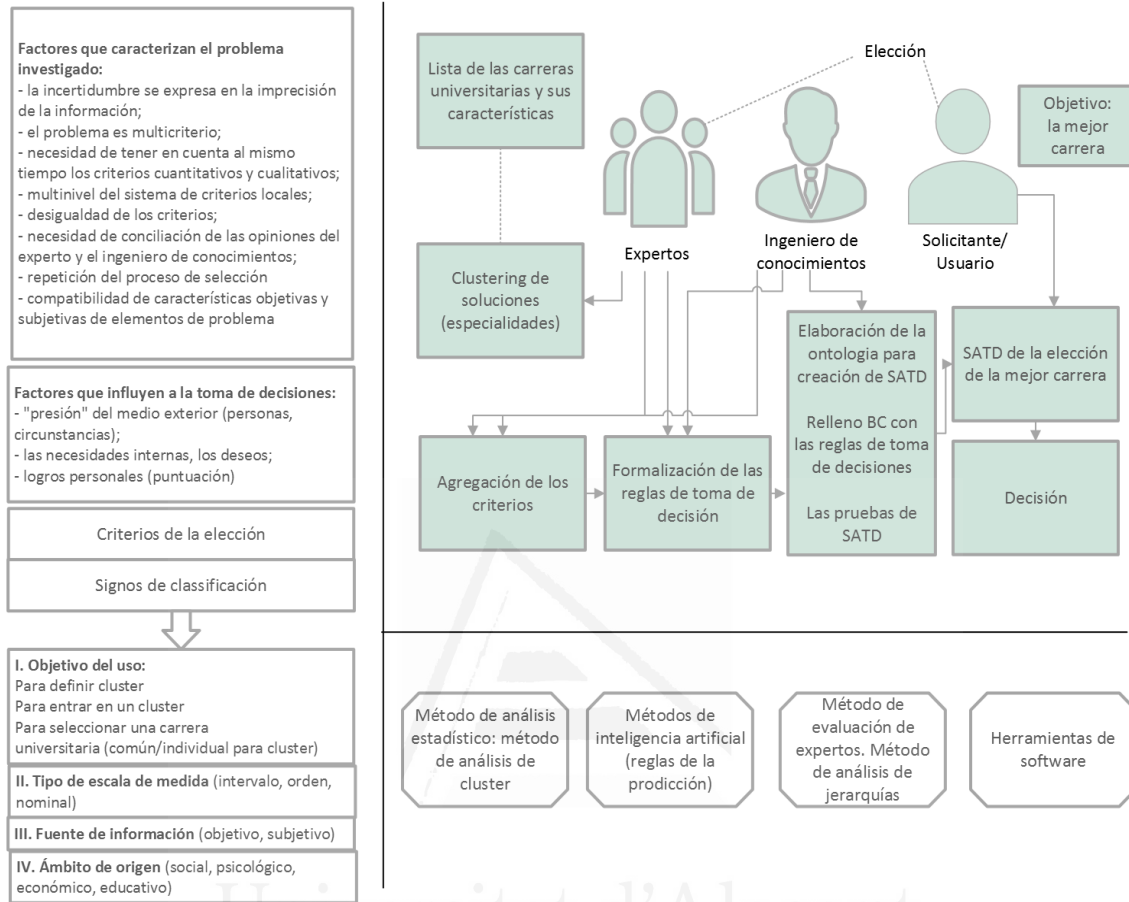 Factores que caracterizan el problema
investigado:
- la incertidumbre se expresa en la imprecisión
de la información;
- el problema es multicriterio;
- necesidad de tener en cuenta al mismo
tiempo los criterios cuantitativos y cualitativos;
- multinivel del sistema de criterios locales;
- desigualdad de los criterios;
- necesidad de conciliación de las opiniones del
experto y el ingeniero de conocimientos;
- repetición del proceso de selección
- compatibilidad de características objetivas y
subjetivas de elementos de problema
Factores que influyen a la toma de decisiones:
- "presión" del medio exterior (personas,
circunstancias);
- las necesidades internas, los deseos;
- logros personales (puntuación)
Criterios de la elección
Signos de classificación
I. Objetivo del uso:
Para definir cluster
Para entrar en un cluster
Para seleccionar una carrera
universitaria (común/individual para cluster)
II. Tipo de escala de medida (intervalo, orden,
nominal)
III. Fuente de información (objetivo, subjetivo)
IV. Ámbito de origen (social, psicológico,
económico, educativo)
Lista de las carreras
universitarias y sus
características
Elección
Objetivo:
la mejor
carrera
Expertos
Ingeniero de
conocimientos
Solicitante/
Usuario
Clustering de
soluciones
(especialidades)
Elaboración de la
ontologia para
creación de SATD
Relleno BC con
las reglas de toma
de decisiones
Las pruebas de
SATD
SATD de la elección
de la mejor carrera
Agregación de los
criterios
Formalización de las
reglas de toma de
decisión
Decisión
Método de análisis
estadístico: método
de análisis de
cluster
Métodos de
inteligencia artificial
(reglas de la
prodicción)
Método de
evaluación de
expertos. Método
de análisis de
jerarquías
Herramientas de
software